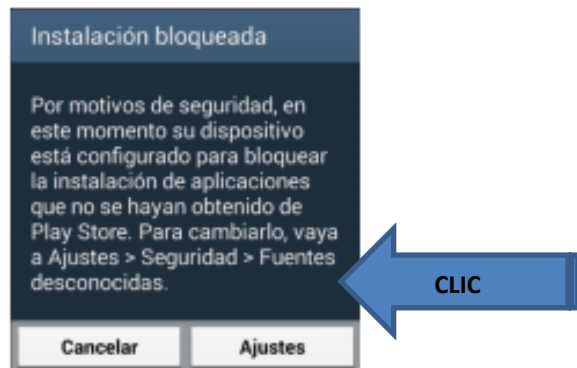 Instalación bloqueada
Por motivos de seguridad, en
este momento su dispositivo
está configurado para bloquear
la instalación de aplicaciones
que no se hayan obtenido de
Play Store. Para cambiarlo, vaya
a Ajustes > Seguridad > Fuentes
desconocidas.
CLIC
Cancelar
Ajustes